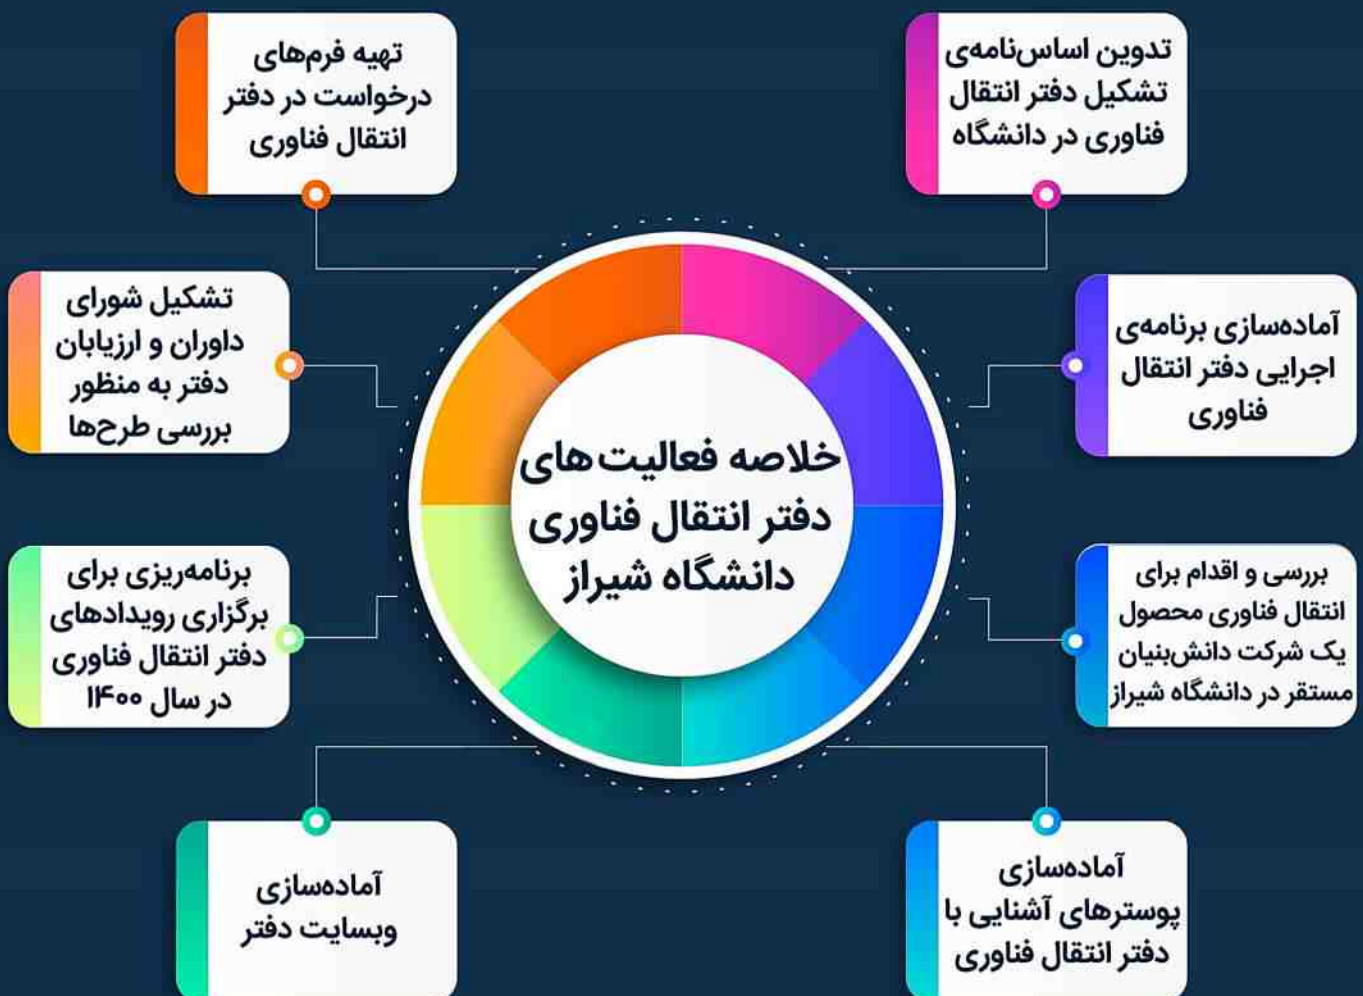 خلاصه فعالیت‌های
دفتر انتقال فناوری
دانشگاه شیراز
تدوین اساس‌نامه‌ی
تشکیل دفتر انتقال
فناوری در دانشگاه
آماده‌سازی برنامه‌ی
اجرایی دفتر انتقال
فناوری
بررسی و اقدام برای
انتقال فناوری محصول
یک شرکت دانش‌بنیان
مستقر در دانشگاه شیراز
آماده‌سازی
پوسترهای آشنایی با
دفتر انتقال فناوری
آماده‌سازی
وبسایت دفتر
برنامه‌ریزی برای
برگزاری رویدادهای
دفتر انتقال فناوری
در سال ۱۴۰۰
تشکیل شورای
داوران و ارزیابان
دفتر به منظور
بررسی طرح‌ها
تهیه فرم‌های
درخواست در دفتر
انتقال فناوری